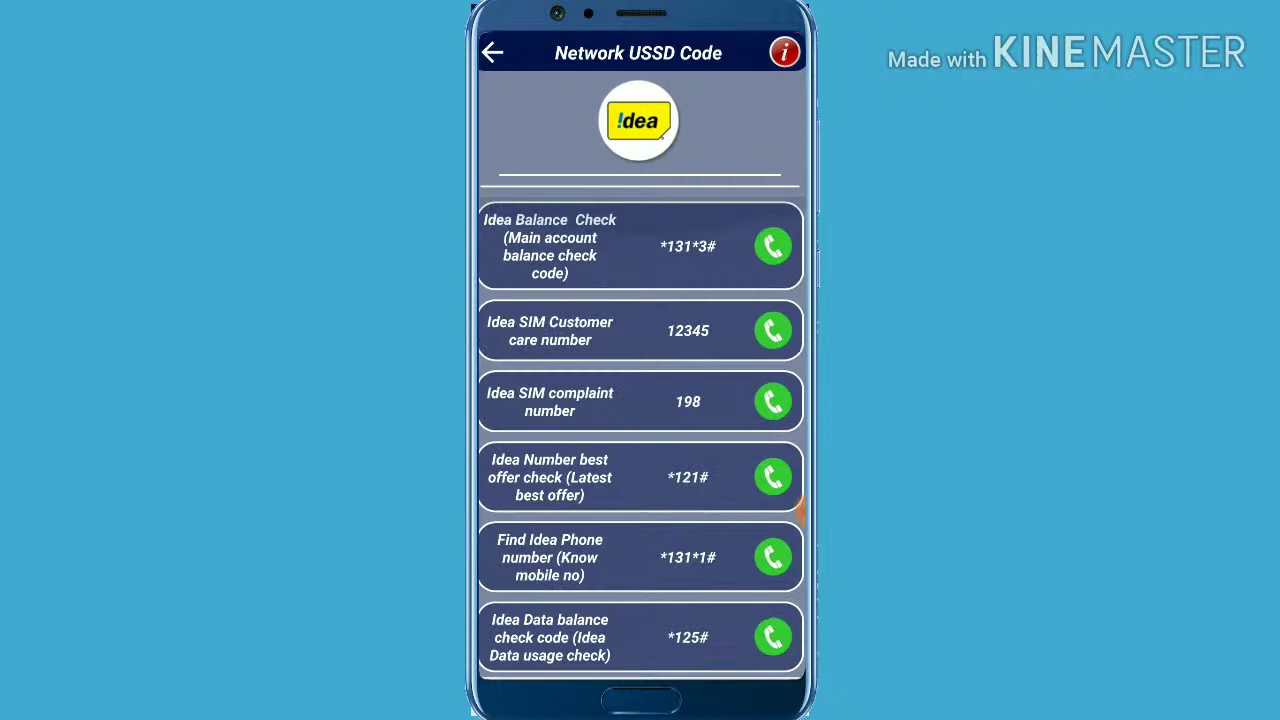 Made with KINEMASTER
Network USSD Code
i
!dea
Idea Balance Check
(Main account
balance check
code)
*131*3#
Idea SIM Customer
care number
12345
Idea SIM complaint
number
198
Idea Number best
offer check (Latest
best offer)
*121#
Find Idea Phone
number (Know
mobile no)
*131*1#
Idea Data balance
check code (Idea
Data usage check)
*125#